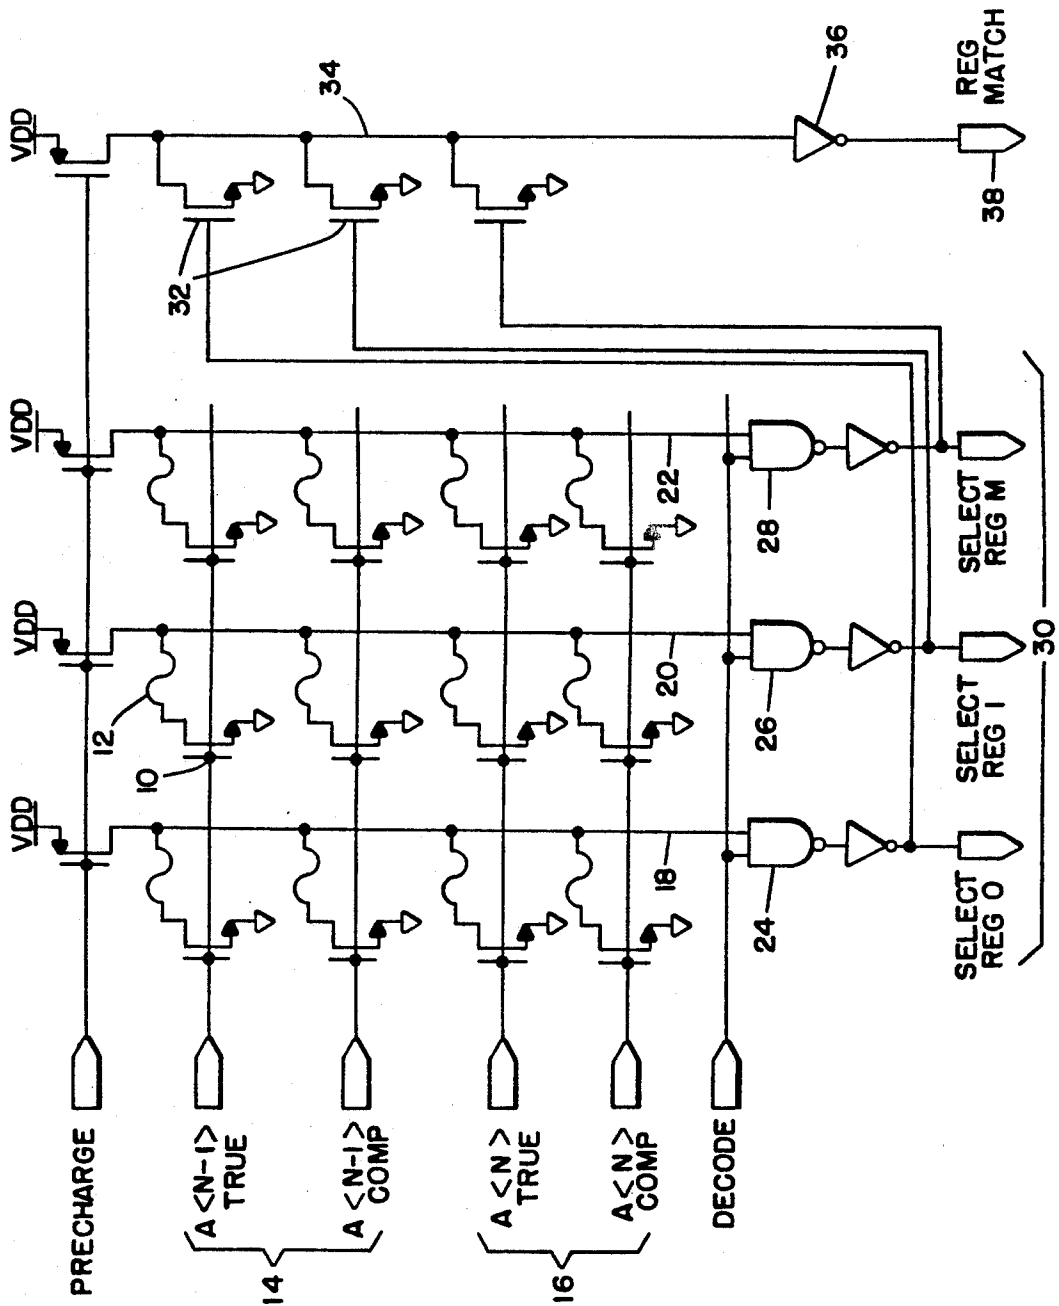 VDD
VDD
VDD
VDD
PRECHARGE
12
10
32
34
A <N-1>
TRUE
A <N-1>
COMP
14
A <N>
TRUE
A <N>
COMP
16
18
20
22
DECODE
24
26
28
36
SELECT
REG 0
SELECT
REG 1
SELECT
REG M
38
REG
MATCH
30